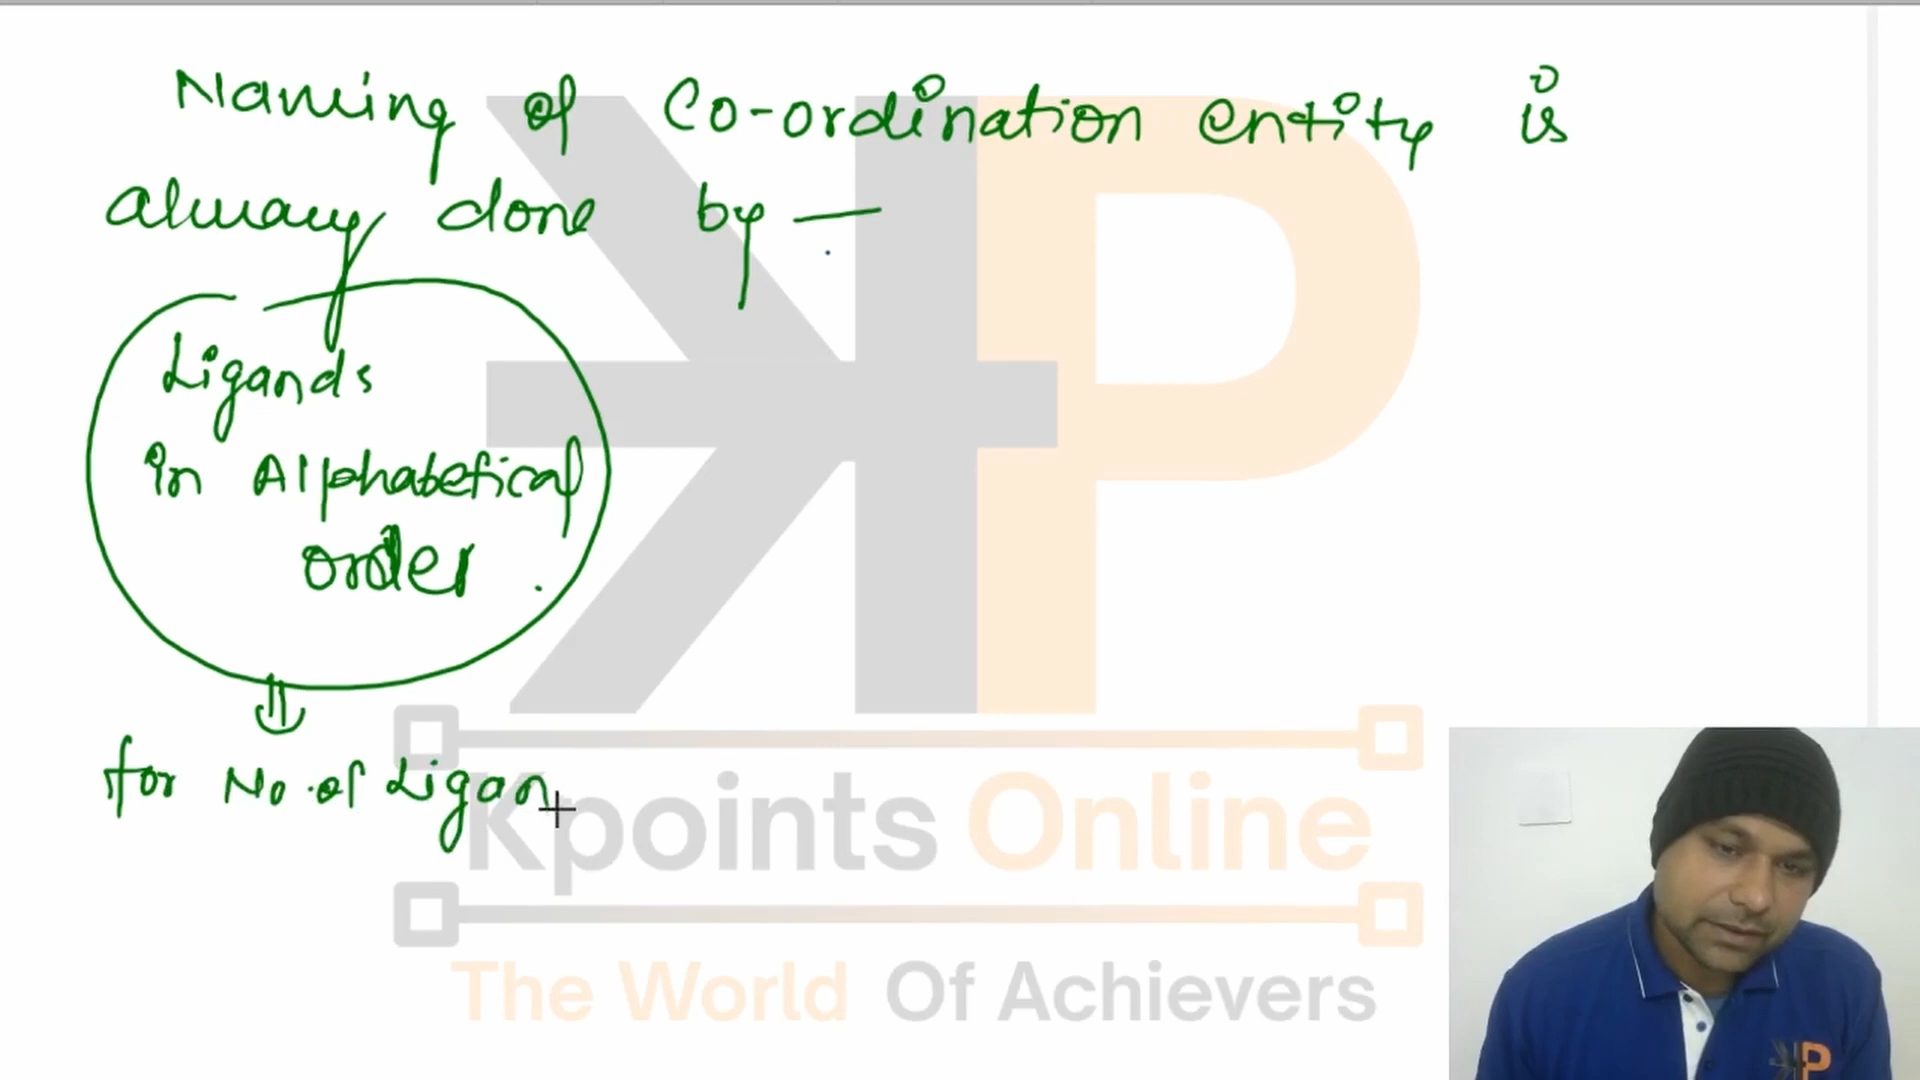 Naming of Co-ordination entity is
always done by —
Ligands
in Alphabetical
order
for No. of Ligan
Kpoints Online
The World Of Achievers